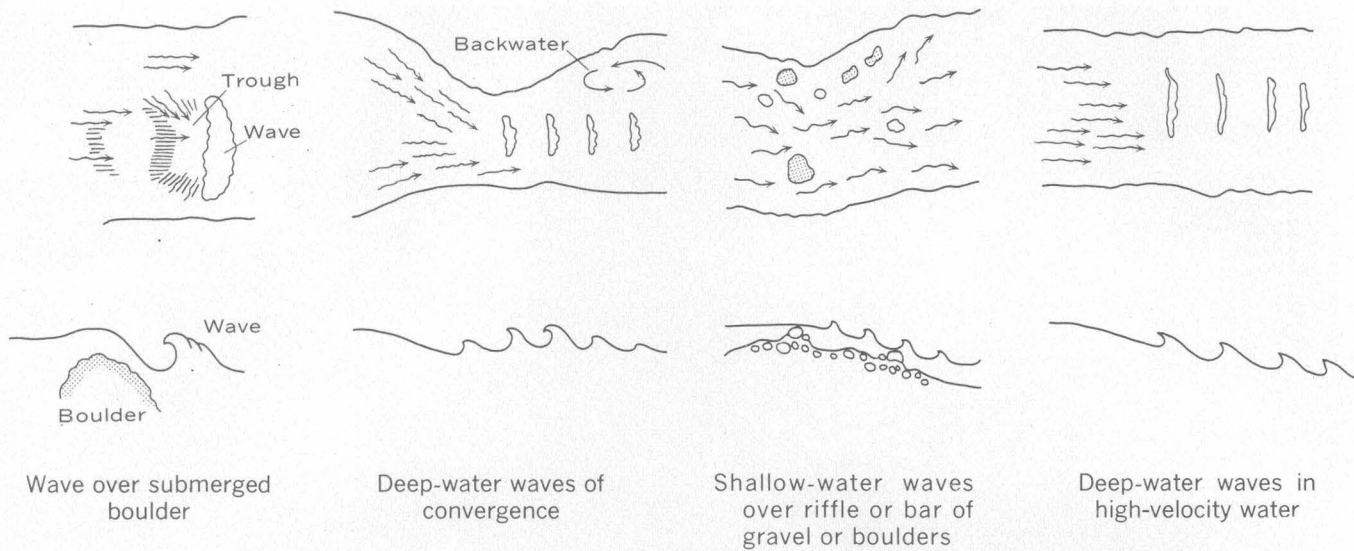 Backwater
Trough
Wave
Wave
Boulder
Wave over submerged
boulder
Deep-water waves of
convergence
Shallow-water waves
over riffle or bar of
gravel or boulders
Deep-water waves in
high-velocity water